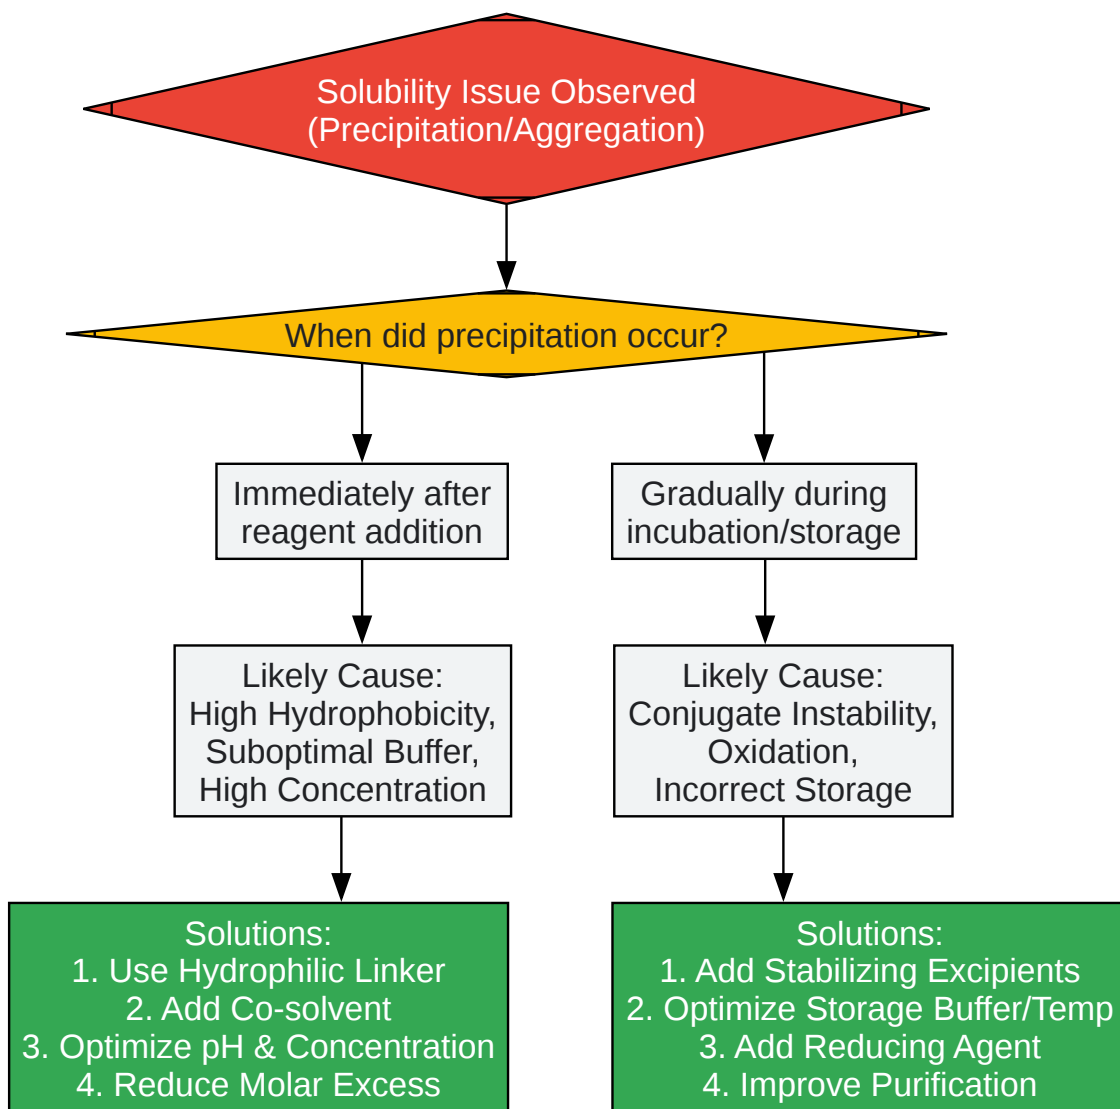 Solubility Issue Observed
(Precipitation/Aggregation)
When did precipitation occur?
Immediately after
reagent addition
Gradually during
incubation/storage
Likely Cause:
High Hydrophobicity,
Suboptimal Buffer,
High Concentration
Likely Cause:
Conjugate Instability,
Oxidation,
Incorrect Storage
Solutions:
1. Use Hydrophilic Linker
2. Add Co-solvent
3. Optimize pH & Concentration
4. Reduce Molar Excess
Solutions:
1. Add Stabilizing Excipients
2. Optimize Storage Buffer/Temp
3. Add Reducing Agent
4. Improve Purification